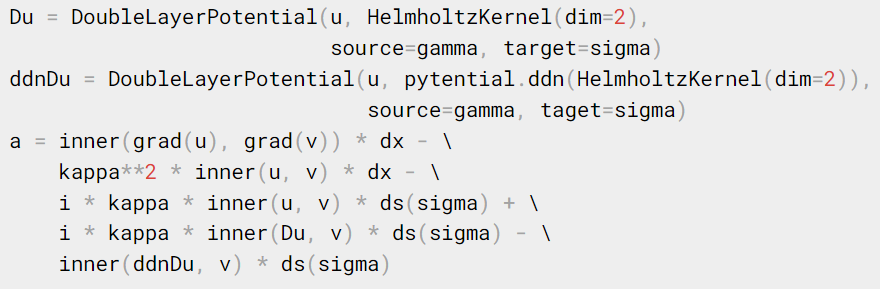 Du = DoubleLayerPotential(u, HelmholtzKernel(dim=2),
source=gamma, target=sigma)
ddnDu = DoubleLayerPotential(u, pytential.ddn(HelmholtzKernel(dim=2)),
source=gamma, taget=sigma)
a = inner(grad(u), grad(v)) * dx - \
kappa**2 * inner(u, v) * dx - \
i * kappa * inner(u, v) * ds(sigma) + \
i * kappa * inner(Du, v) * ds(sigma) - \
inner(ddnDu, v) * ds(sigma)